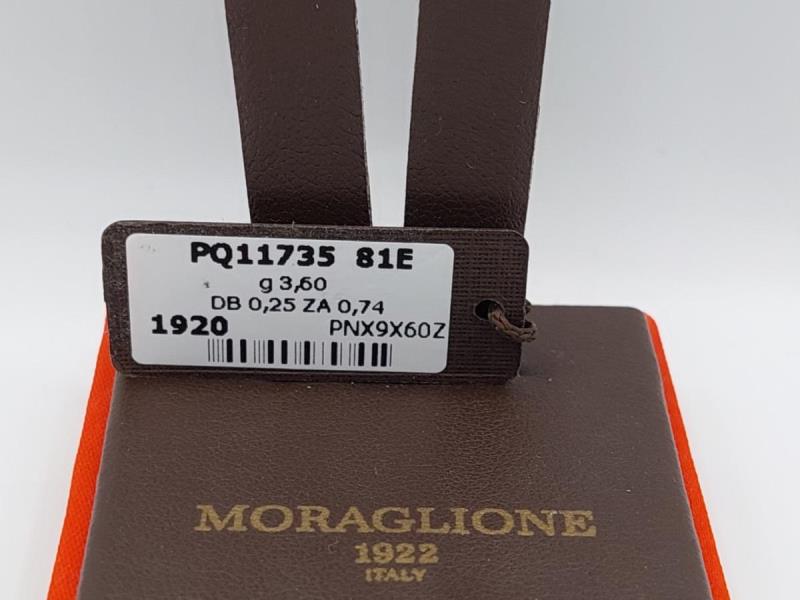 PQ11735 81E
g 3,60
DB 0,25 ZA 0,74
1920 PNX9X60Z
MORAGLIONE
1922
ITALY